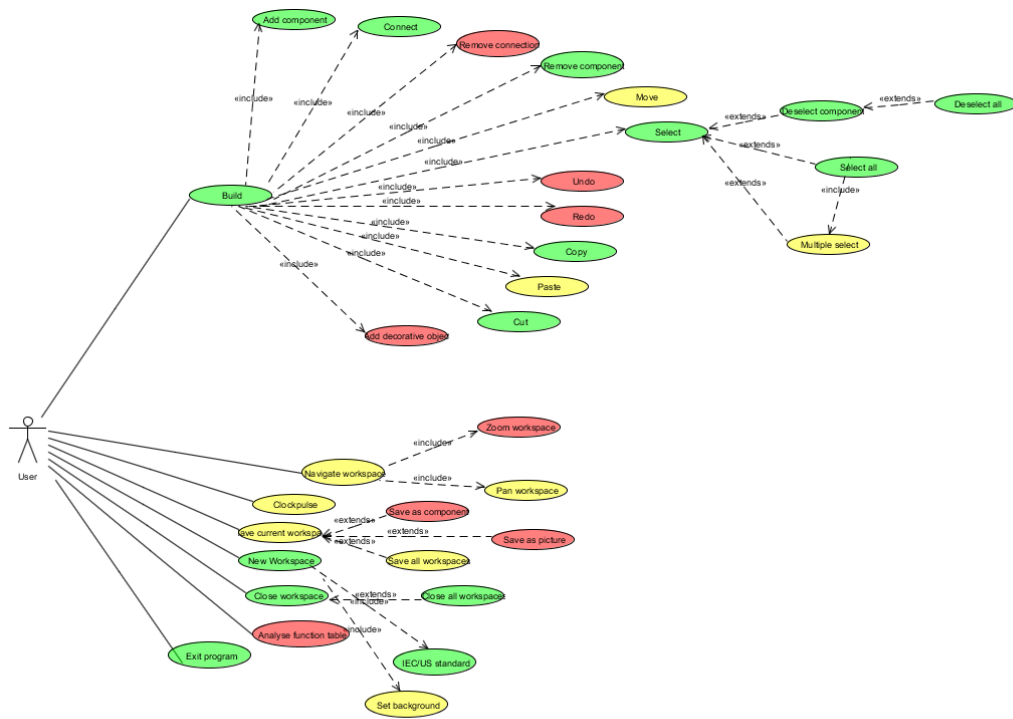 Add component
Connect
Remove connection
Remove component
Move
Select
Deselect component
Deselect all
Select all
Multiple select
Undo
Redo
Copy
Paste
Cut
Add decorative objec
Build
«include»
«include»
«include»
«include»
«include»
«include»
«include»
«include»
«include»
«include»
«include»
«include»
«extends»
«extends»
«extends»
«extends»
«include»
User
Zoom workspace
Navigate workspace
«include»
«include»
Pan workspace
Clockpulse
ave current workspa
«extends»
«extends»
«extends»
Save as component
Save as picture
Save all workspaces
New Workspace
Close workspace
«extends»
«include»
«include»
Close all workspaces
Analyse function table
Exit program
IEC/US standard
Set background